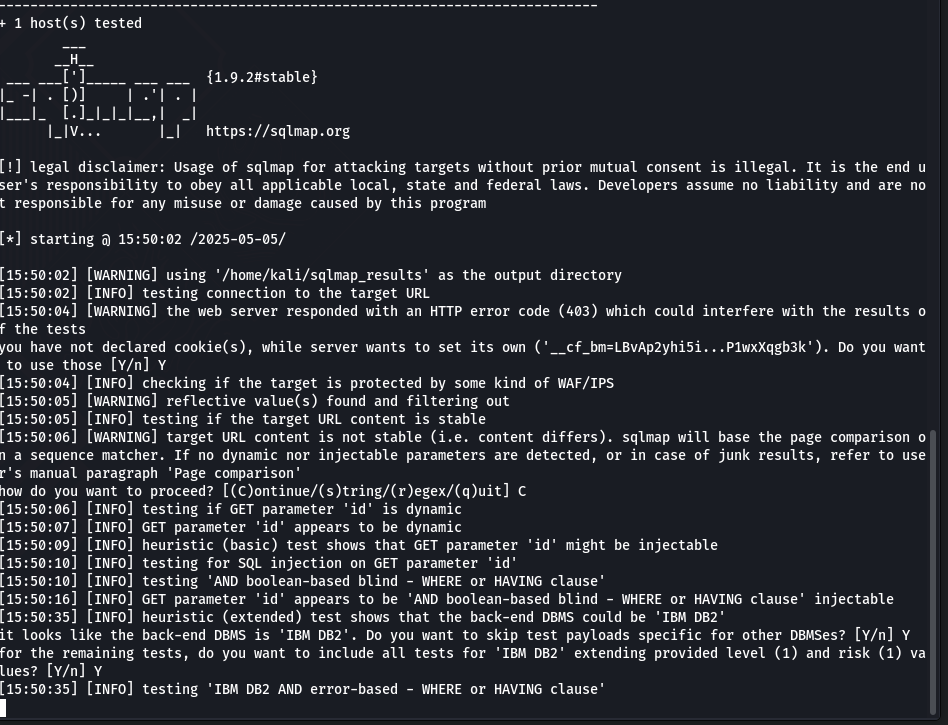 --------------------------------------------------------------------------
+ 1 host(s) tested
        ___
       __H__
 ___ ___[']_____ ___ ___  {1.9.2#stable}
|_ -| . [)]     | .'| . |
|___|_  [.]_|_|_|__,|  _|
      |_|V...       |_|   https://sqlmap.org
[!] legal disclaimer: Usage of sqlmap for attacking targets without prior mutual consent is illegal. It is the end u
ser's responsibility to obey all applicable local, state and federal laws. Developers assume no liability and are no
t responsible for any misuse or damage caused by this program
[*] starting @ 15:50:02 /2025-05-05/
[15:50:02] [WARNING] using '/home/kali/sqlmap_results' as the output directory
[15:50:02] [INFO] testing connection to the target URL
[15:50:04] [WARNING] the web server responded with an HTTP error code (403) which could interfere with the results o
f the tests
you have not declared cookie(s), while server wants to set its own ('__cf_bm=LBvAp2yhi5i...P1wxXqgb3k'). Do you want
 to use those [Y/n] Y
[15:50:04] [INFO] checking if the target is protected by some kind of WAF/IPS
[15:50:05] [WARNING] reflective value(s) found and filtering out
[15:50:05] [INFO] testing if the target URL content is stable
[15:50:06] [WARNING] target URL content is not stable (i.e. content differs). sqlmap will base the page comparison o
n a sequence matcher. If no dynamic nor injectable parameters are detected, or in case of junk results, refer to use
r's manual paragraph 'Page comparison'
how do you want to proceed? [(C)ontinue/(s)tring/(r)egex/(q)uit] C
[15:50:06] [INFO] testing if GET parameter 'id' is dynamic
[15:50:07] [INFO] GET parameter 'id' appears to be dynamic
[15:50:09] [INFO] heuristic (basic) test shows that GET parameter 'id' might be injectable
[15:50:10] [INFO] testing for SQL injection on GET parameter 'id'
[15:50:10] [INFO] testing 'AND boolean-based blind - WHERE or HAVING clause'
[15:50:16] [INFO] GET parameter 'id' appears to be 'AND boolean-based blind - WHERE or HAVING clause' injectable
[15:50:35] [INFO] heuristic (extended) test shows that the back-end DBMS could be 'IBM DB2'
it looks like the back-end DBMS is 'IBM DB2'. Do you want to skip test payloads specific for other DBMSes? [Y/n] Y
for the remaining tests, do you want to include all tests for 'IBM DB2' extending provided level (1) and risk (1) va
lues? [Y/n] Y
[15:50:35] [INFO] testing 'IBM DB2 AND error-based - WHERE or HAVING clause'